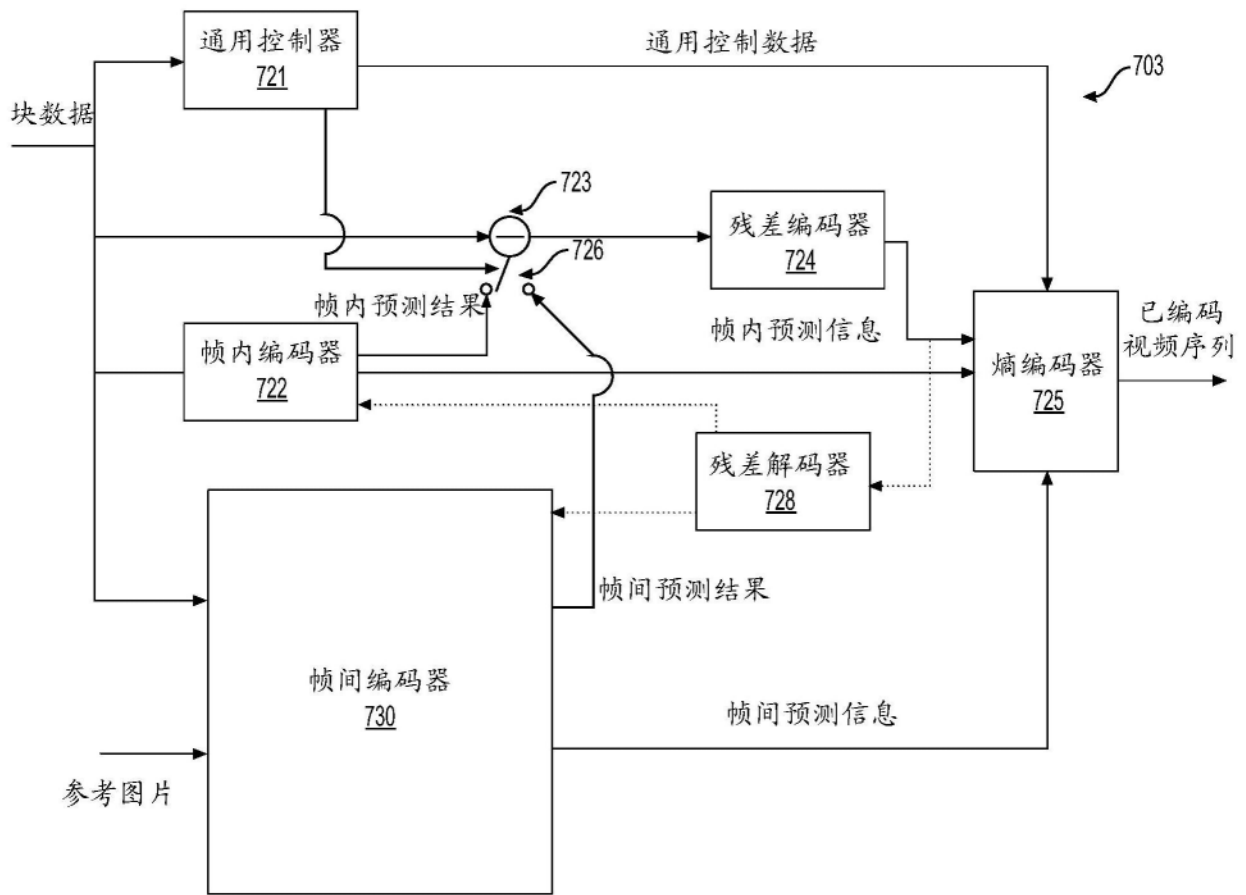 通用控制器
721
通用控制数据
703
块数据
723
残差编码器
724
726
帧内预测结果
帧内预测信息
已编码
视频序列
帧内编码器
722
熵编码器
725
残差解码器
728
帧间预测结果
帧间编码器
730
帧间预测信息
参考图片